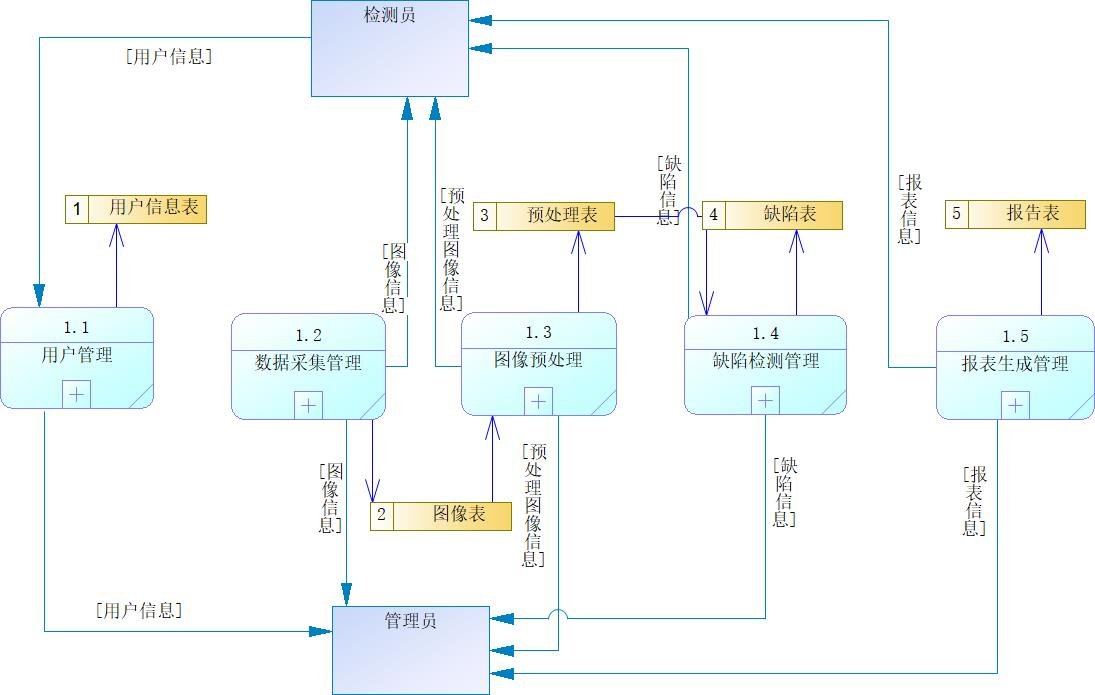 检测员
[用户信息]
[缺陷信息]
[报表信息]
[预处理图像信息]
[图像信息]
1 用户信息表
3 预处理表
4 缺陷表
5 报告表
1.1
用户管理
1.2
数据采集管理
1.3
图像预处理
1.4
缺陷检测管理
1.5
报表生成管理
[图像信息]
2 图像表
[预处理图像信息]
[缺陷信息]
[报表信息]
[用户信息]
管理员